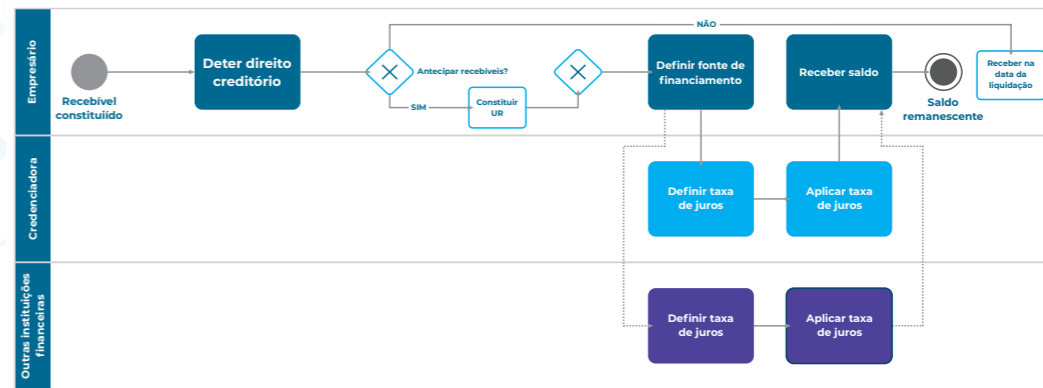 Empresário
Recebível
constituiído
Deter direito
creditório
Antecipar recebíveis?
NÃO
SIM
Constituir
UR
Definir fonte de
financiamento
Receber saldo
Saldo
remanescente
Receber na
data da
liquidação
Credenciadora
Definir taxa
de juros
Aplicar taxa
de juros
Outras instituições
financeiras
Definir taxa
de juros
Aplicar taxa
de juros